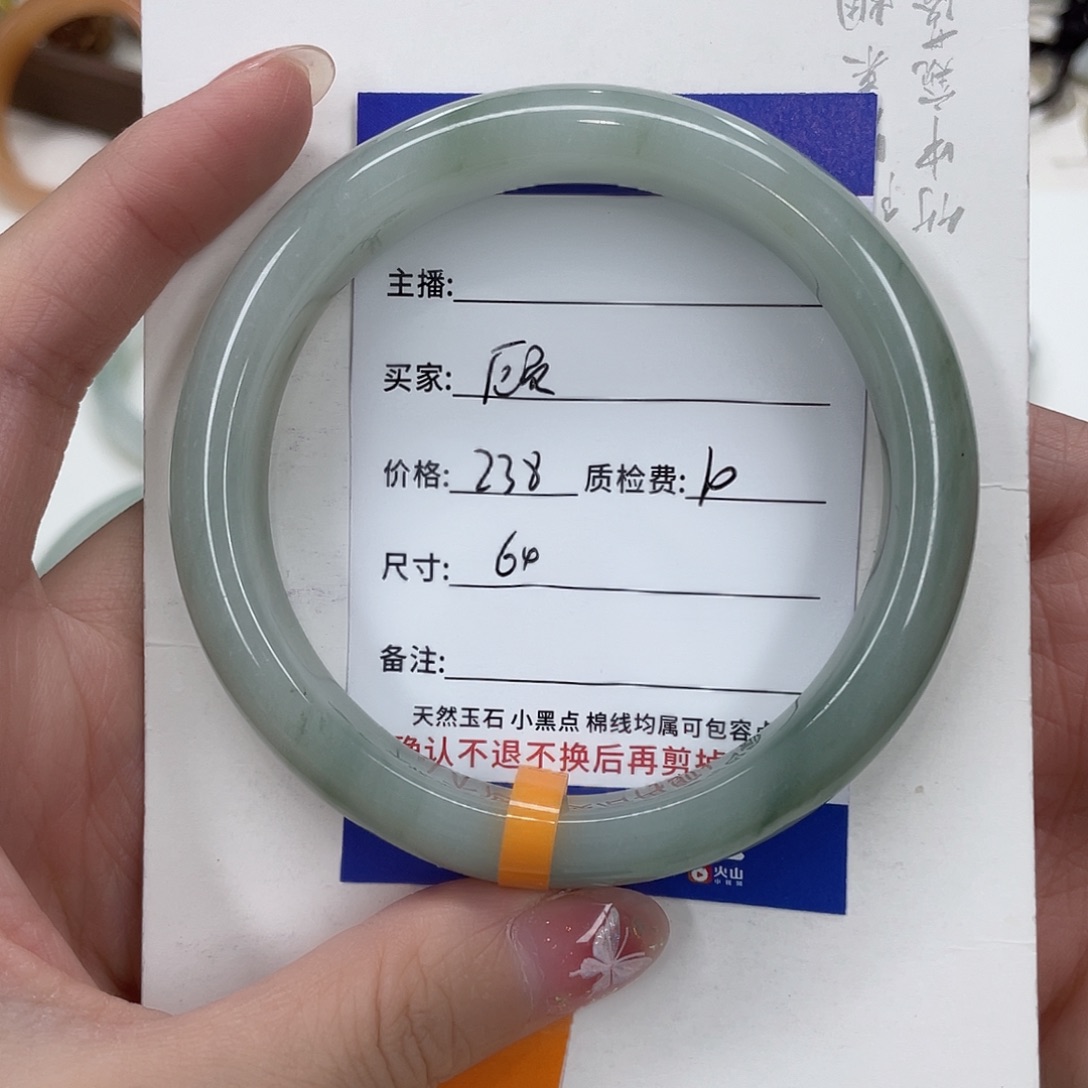 主播:
买家:
价格: 238 质检费: 10
尺寸: 64
备注:
天然玉石 小黑点 棉线均属可包容
确认不退不换后再剪掉
火山